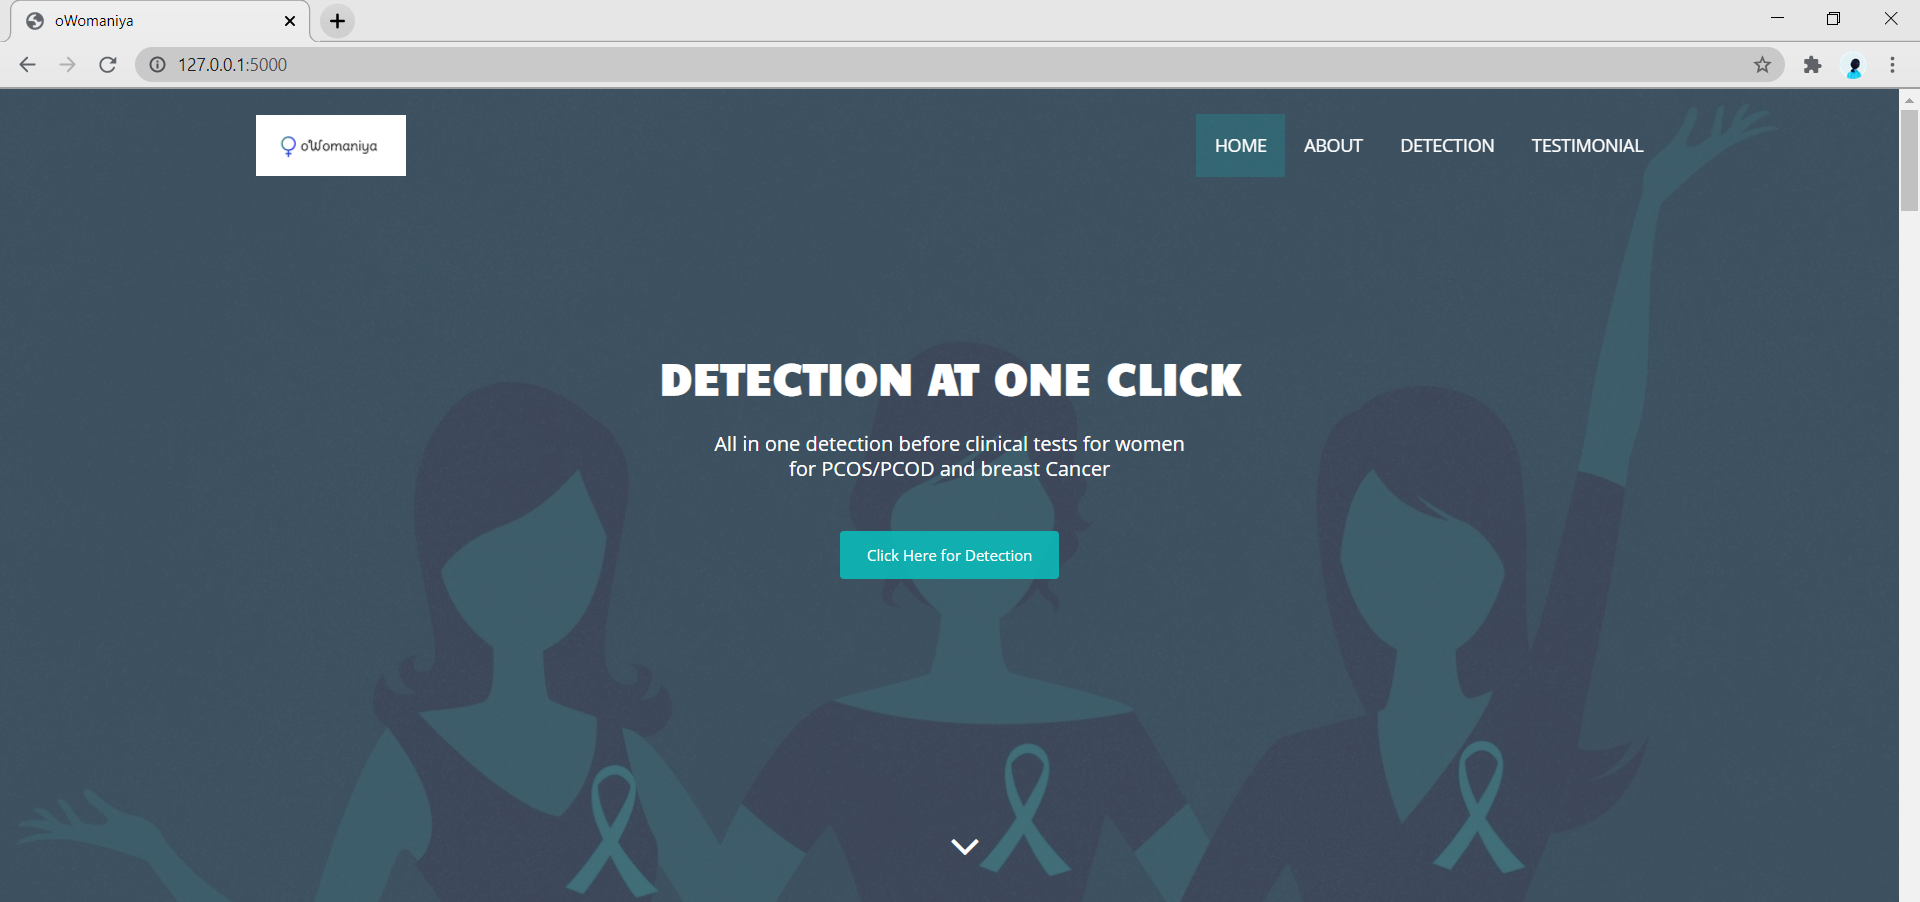 oWomaniya
127.0.0.1:5000
oWomaniya
HOME ABOUT DETECTION TESTIMONIAL
DETECTION AT ONE CLICK
All in one detection before clinical tests for women
for PCOS/PCOD and breast Cancer
Click Here for Detection